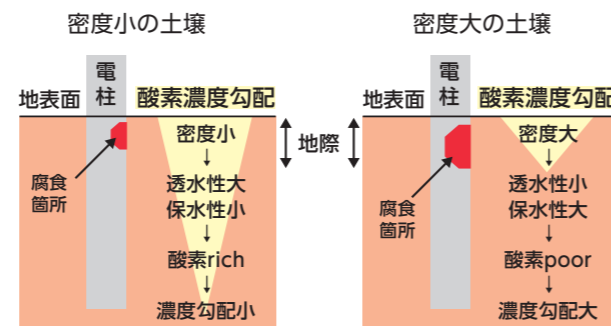 密度小の土壌
電柱
地表面
酸素濃度勾配
密度小
↓
透水性大
保水性小
↓
酸素rich
↓
濃度勾配小
腐食
箇所
地際
密度大の土壌
電柱
地表面
酸素濃度勾配
密度大
↓
透水性小
保水性大
↓
酸素poor
↓
濃度勾配大
腐食
箇所